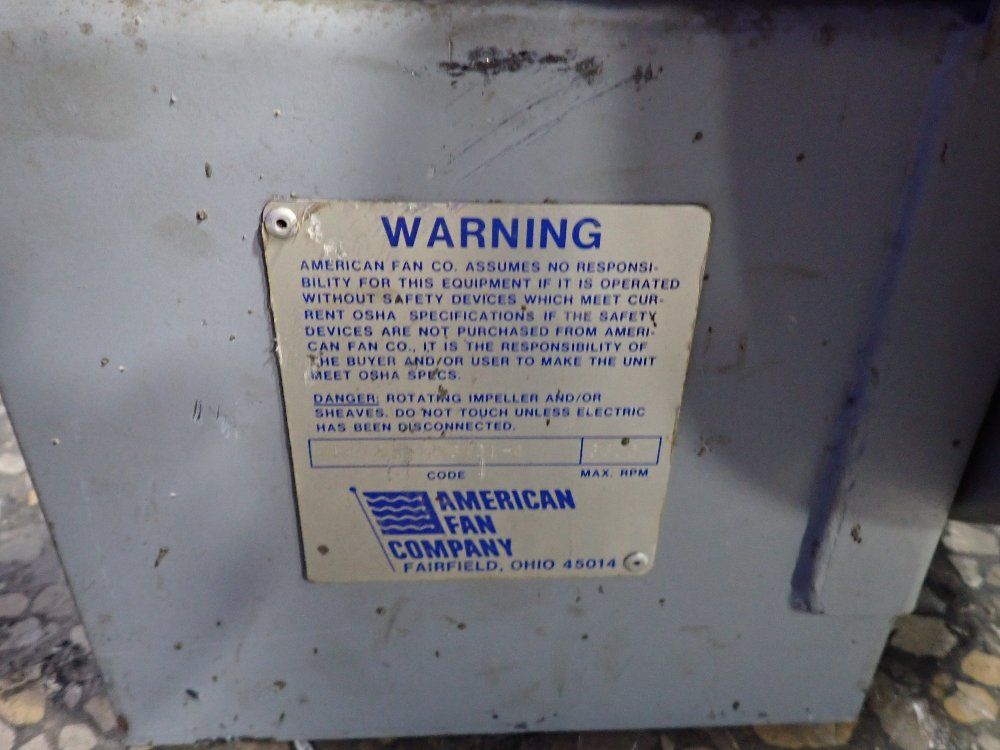 WARNING
AMERICAN FAN CO. ASSUMES NO RESPONSI-
BILITY FOR THIS EQUIPMENT IF IT IS OPERATED
WITHOUT SAFETY DEVICES WHICH MEET CUR-
RENT OSHA SPECIFICATIONS IF THE SAFETY
DEVICES ARE NOT PURCHASED FROM AMERI-
CAN FAN CO., IT IS THE RESPONSIBILITY OF
THE BUYER AND/OR USER TO MAKE THE UNIT
MEET OSHA SPECS.
DANGER: ROTATING IMPELLER AND/OR
SHEAVES. DO NOT TOUCH UNLESS ELECTRIC
HAS BEEN DISCONNECTED.
CODE MAX. RPM
AMERICAN
FAN
COMPANY
FAIRFIELD, OHIO 45014